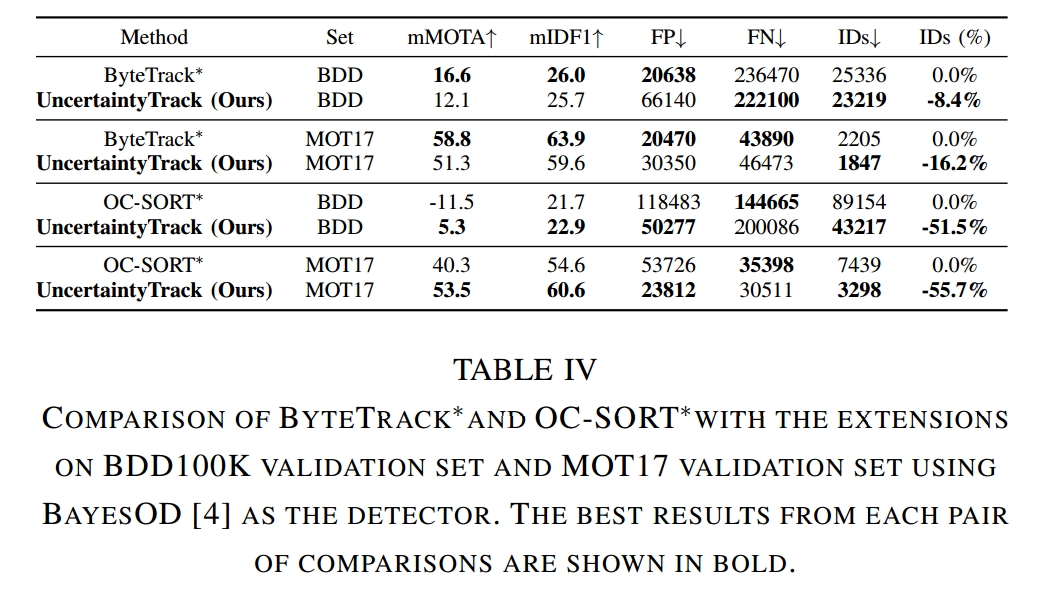 Method Set mMOTA↑ mIDF1↑ FP↓ FN↓ IDs↓ IDs (%)
ByteTrack* BDD 16.6 26.0 20638 236470 25336 0.0%
UncertaintyTrack (Ours) BDD 12.1 25.7 66140 222100 23219 -8.4%
ByteTrack* MOT17 58.8 63.9 20470 43890 2205 0.0%
UncertaintyTrack (Ours) MOT17 51.3 59.6 30350 46473 1847 -16.2%
OC-SORT* BDD -11.5 21.7 118483 144665 89154 0.0%
UncertaintyTrack (Ours) BDD 5.3 22.9 50277 200086 43217 -51.5%
OC-SORT* MOT17 40.3 54.6 53726 35398 7439 0.0%
UncertaintyTrack (Ours) MOT17 53.5 60.6 23812 30511 3298 -55.7%
TABLE IV
COMPARISON OF BYTETRACK*AND OC-SORT*WITH THE EXTENSIONS
ON BDD100K VALIDATION SET AND MOT17 VALIDATION SET USING
BAYESOD [4] AS THE DETECTOR. THE BEST RESULTS FROM EACH PAIR
OF COMPARISONS ARE SHOWN IN BOLD.